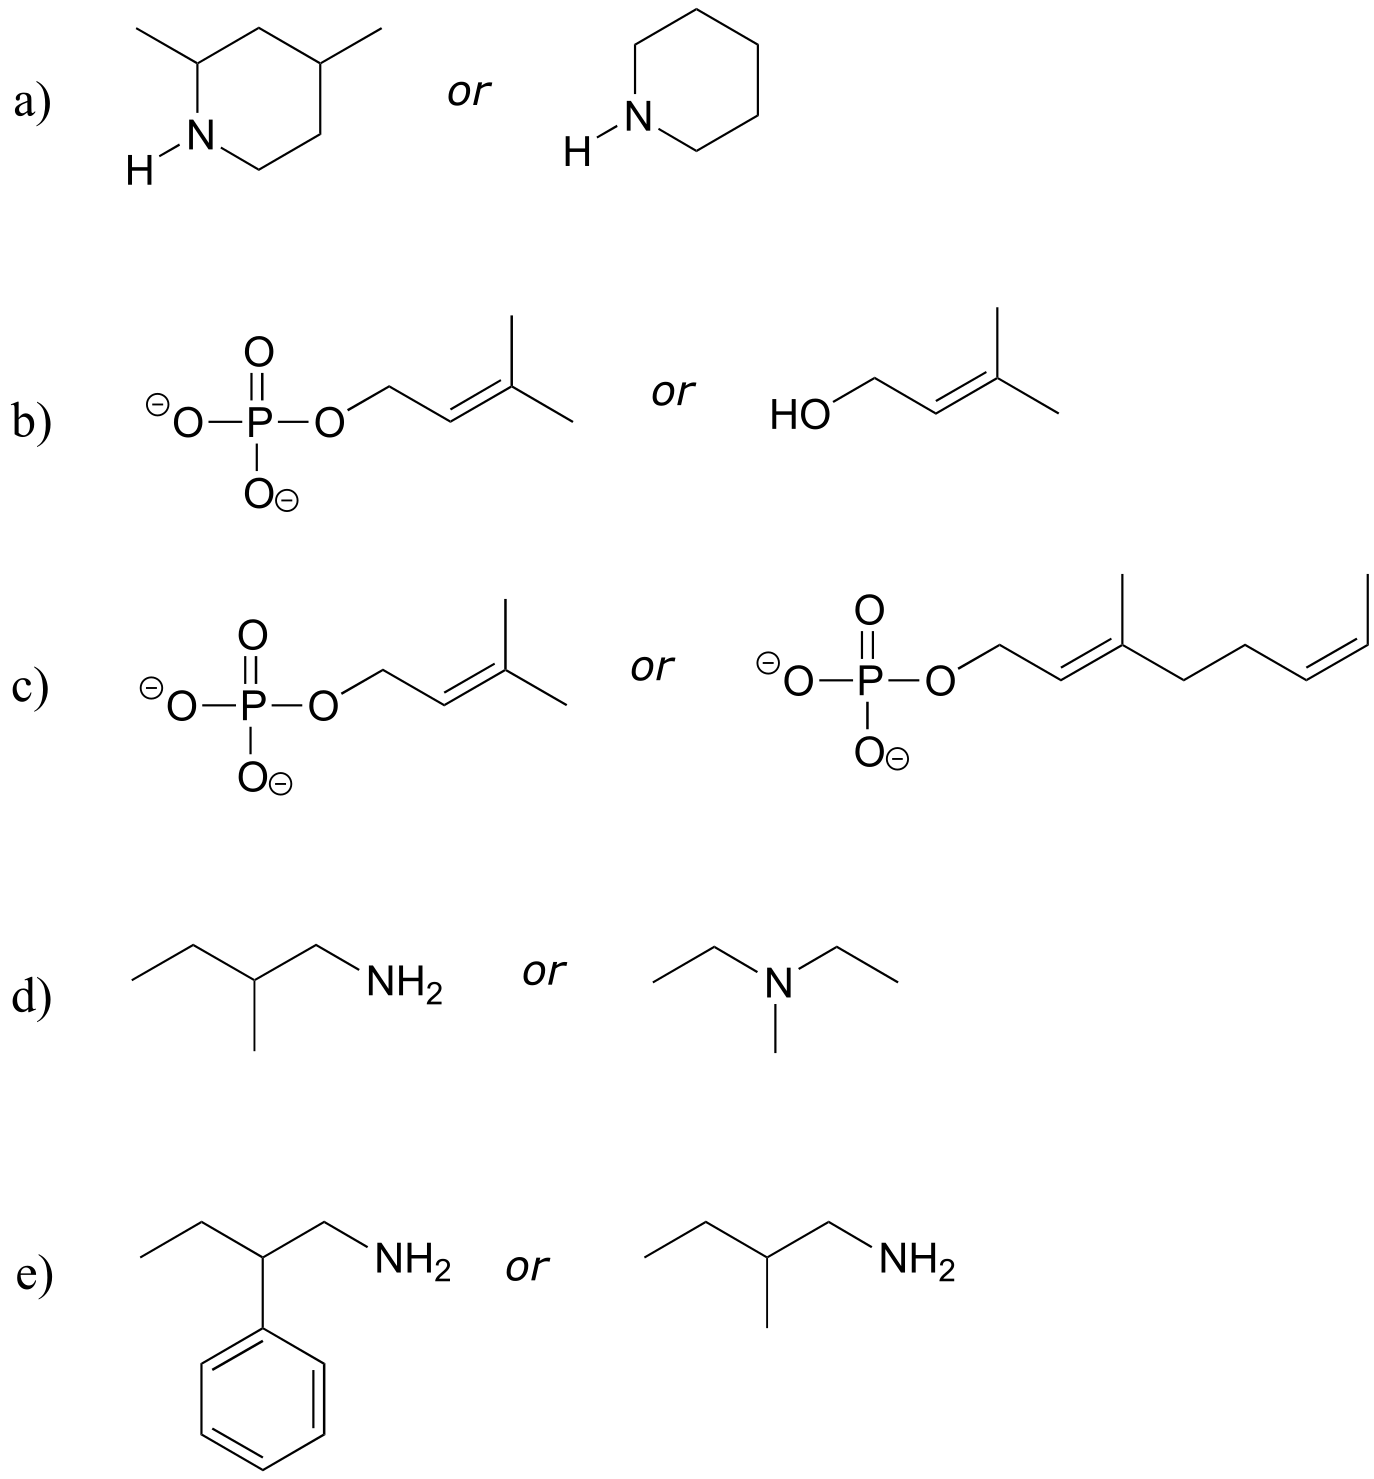 a) H N or H N
b) ⊖ O P O O O ⊖ or HO
c) ⊖ O P O O O ⊖ or ⊖ O P O O O ⊖
d) NH2 or N
e) NH2 or NH2